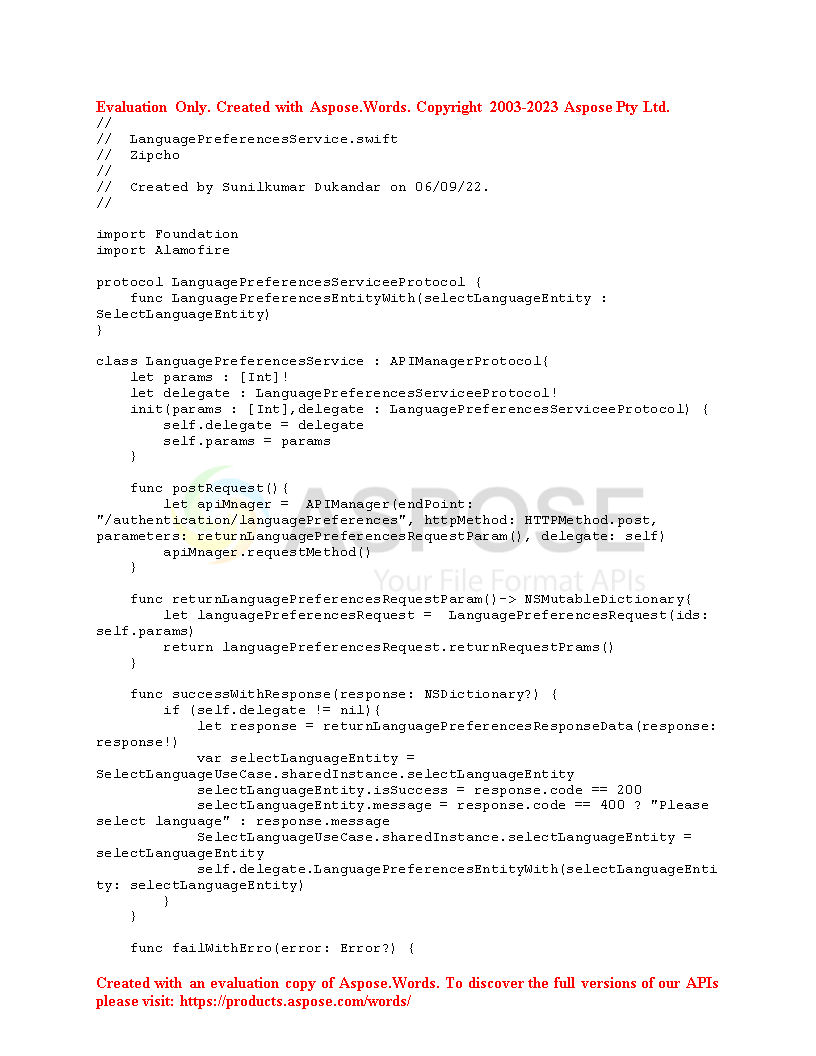 Evaluation Only. Created with Aspose.Words. Copyright 2003-2023 Aspose Pty Ltd.
//
//  LanguagePreferencesService.swift
//  Zipcho
//
//  Created by Sunilkumar Dukandar on 06/09/22.
//
import Foundation
import Alamofire
protocol LanguagePreferencesServiceeProtocol {
    func LanguagePreferencesEntityWith(selectLanguageEntity :
SelectLanguageEntity)
}
class LanguagePreferencesService : APIManagerProtocol{
    let params : [Int]!
    let delegate : LanguagePreferencesServiceeProtocol!
    init(params : [Int],delegate : LanguagePreferencesServiceeProtocol) {
        self.delegate = delegate
        self.params = params
    }
    func postRequest(){
        let apiMnager =  APIManager(endPoint:
"/authentication/languagePreferences", httpMethod: HTTPMethod.post,
parameters: returnLanguagePreferencesRequestParam(), delegate: self)
        apiMnager.requestMethod()
    }
ASPOSE
Your File Format APIs
    func returnLanguagePreferencesRequestParam()-> NSMutableDictionary{
        let languagePreferencesRequest =  LanguagePreferencesRequest(ids:
self.params)
        return languagePreferencesRequest.returnRequestPrams()
    }
    func successWithResponse(response: NSDictionary?) {
        if (self.delegate != nil){
            let response = returnLanguagePreferencesResponseData(response:
response!)
            var selectLanguageEntity =
SelectLanguageUseCase.sharedInstance.selectLanguageEntity
            selectLanguageEntity.isSuccess = response.code == 200
            selectLanguageEntity.message = response.code == 400 ? "Please
select language" : response.message
            SelectLanguageUseCase.sharedInstance.selectLanguageEntity =
selectLanguageEntity
            self.delegate.LanguagePreferencesEntityWith(selectLanguageEnti
ty: selectLanguageEntity)
        }
    }
    func failWithErro(error: Error?) {
Created with an evaluation copy of Aspose.Words. To discover the full versions of our APIs
please visit: https://products.aspose.com/words/